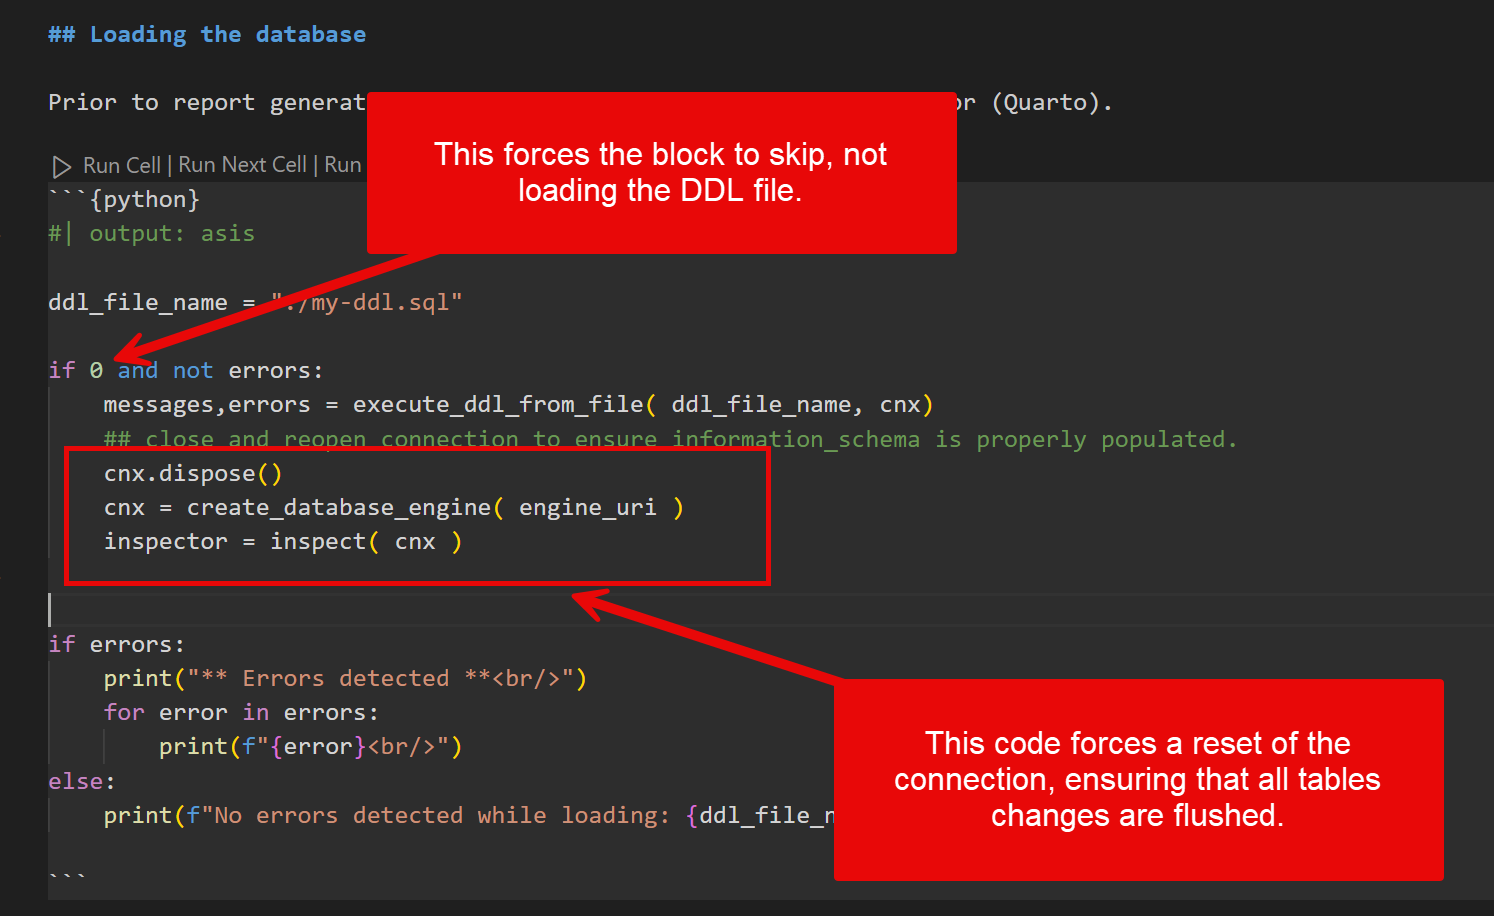 ## Loading the database
Prior to report generat
or (Quarto).
Run Cell | Run Next Cell | Run
This forces the block to skip, not
loading the DDL file.
```{python}
#| output: asis
ddl_file_name = "./my-ddl.sql"
if 0 and not errors:
messages,errors = execute_ddl_from_file( ddl_file_name, cnx)
## close and reopen connection to ensure information_schema is properly populated.
cnx.dispose()
cnx = create_database_engine( engine_uri )
inspector = inspect( cnx )
if errors:
print("** Errors detected **<br/>")
for error in errors:
print(f"{error}<br/>")
else:
print(f"No errors detected while loading: {ddl_file_n
This code forces a reset of the
connection, ensuring that all tables
changes are flushed.
```